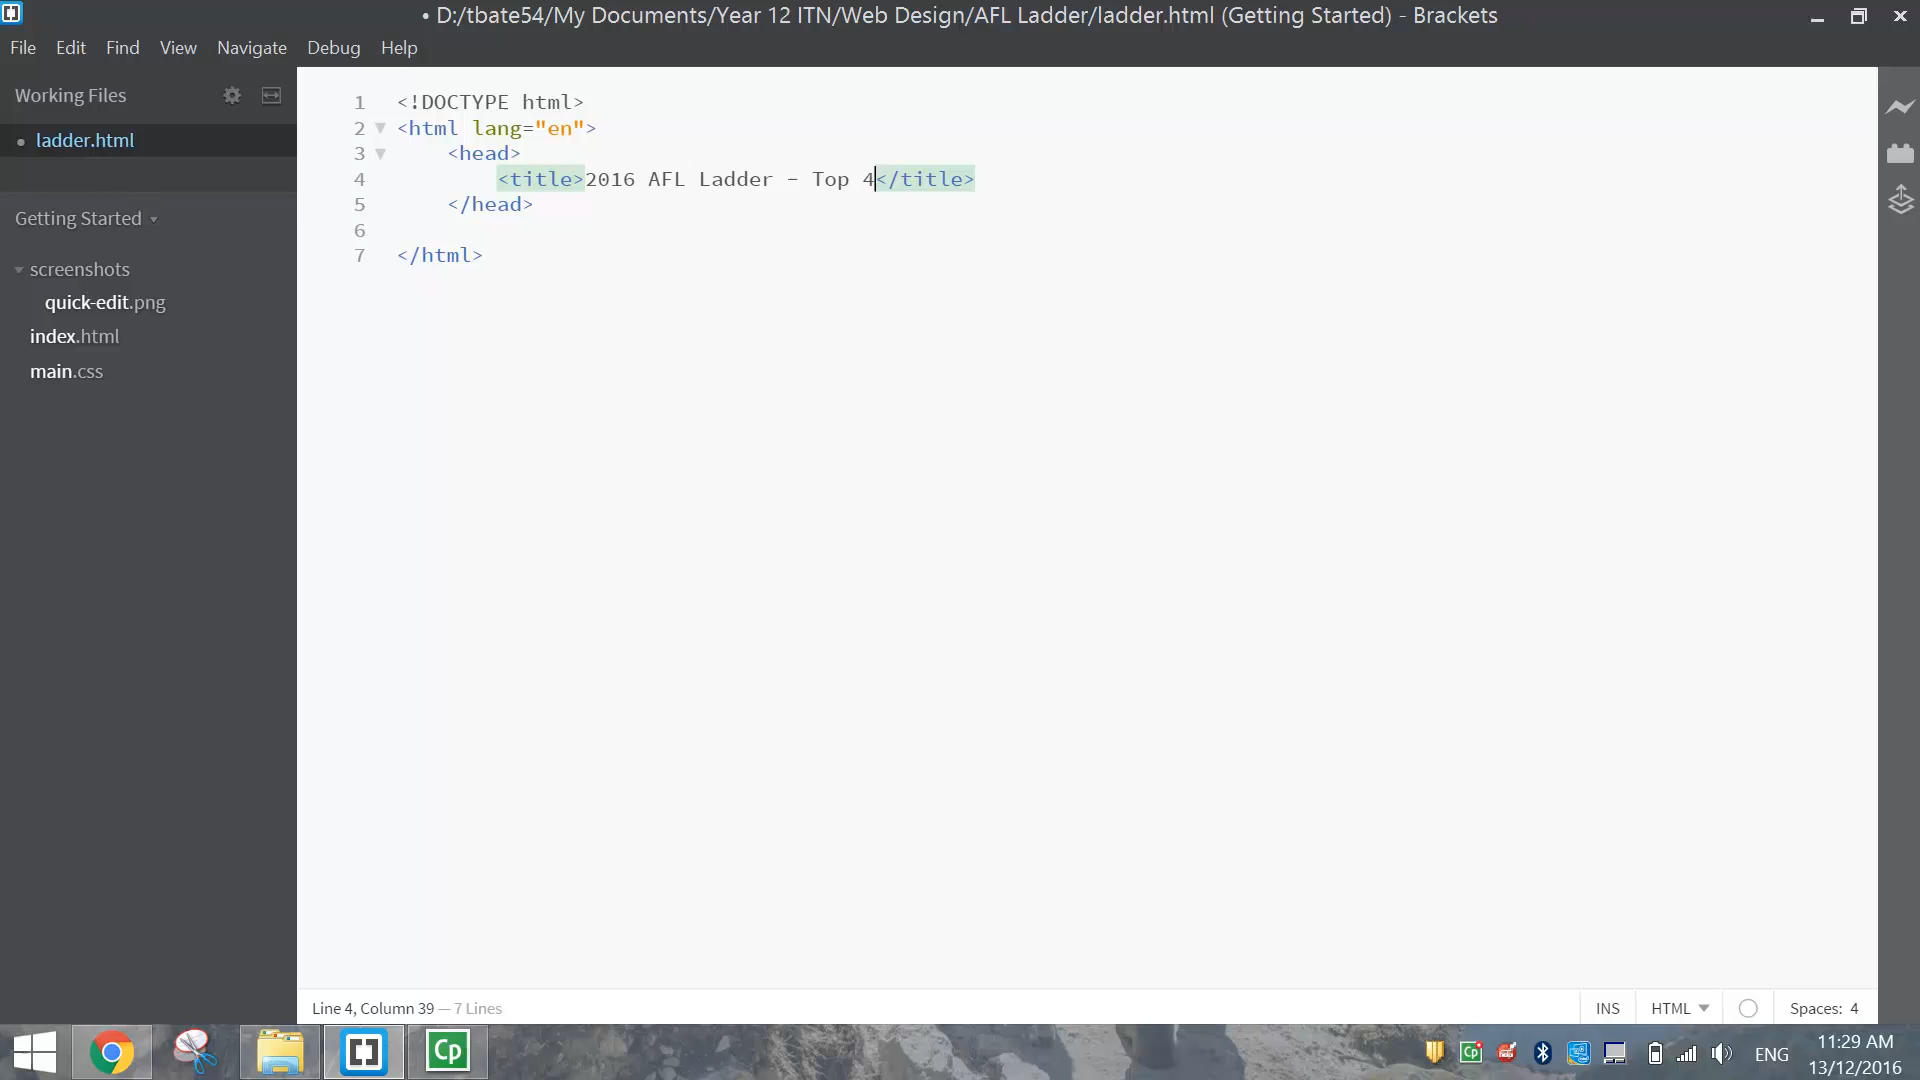 • D:/tbate54/My Documents/Year 12 ITN/Web Design/AFL Ladder/ladder.html (Getting Started) - Brackets
File Edit Find View Navigate Debug Help
Working Files
• ladder.html
Getting Started
screenshots
quick-edit.png
index.html
main.css
1 <!DOCTYPE html>
2 <html lang="en">
3 <head>
4 <title>2016 AFL Ladder - Top 4</title>
5 </head>
6
7 </html>
Line 4, Column 39 — 7 Lines
INS HTML Spaces: 4
Cp
Cp
ENG
11:29 AM
13/12/2016